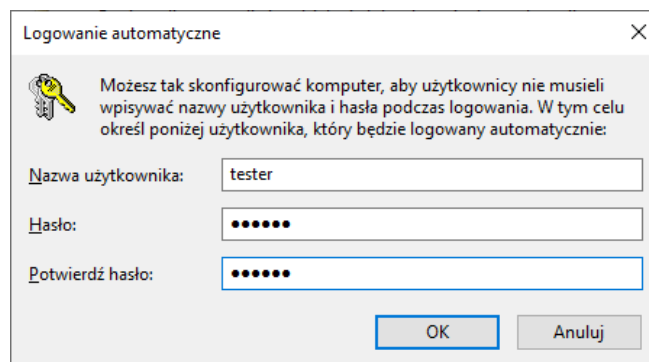 Logowanie automatyczne
Możesz tak skonfigurować komputer, aby użytkownicy nie musieli
wpisywać nazwy użytkownika i hasła podczas logowania. W tym celu
określ poniżej użytkownika, który będzie logowany automatycznie:
Nazwa użytkownika: tester
Hasło: ●●●●●●
Potwierdź hasło: ●●●●●●
OK Anuluj